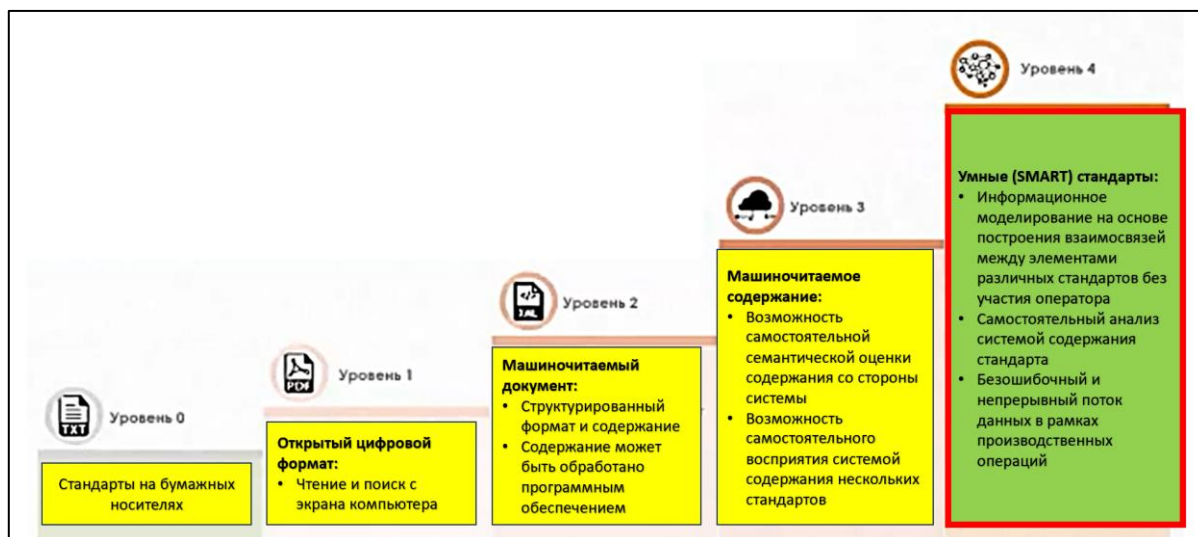 TXT
Уровень 0
Стандарты на бумажных
носителях
PDF
Уровень 1
Открытый цифровой
формат:
• Чтение и поиск с
экрана компьютера
XML
Уровень 2
Машиночитаемый
документ:
• Структурированный
формат и содержание
• Содержание может
быть обработано
программным
обеспечением
Уровень 3
Машиночитаемое
содержание:
• Возможность
самостоятельной
семантической оценки
содержания со стороны
системы
• Возможность
самостоятельного
восприятия системой
содержания нескольких
стандартов
Уровень 4
Умные (SMART) стандарты:
• Информационное
моделирование на основе
построения взаимосвязей
между элементами
различных стандартов без
участия оператора
• Самостоятельный анализ
системой содержания
стандарта
• Безошибочный и
непрерывный поток
данных в рамках
производственных
операций